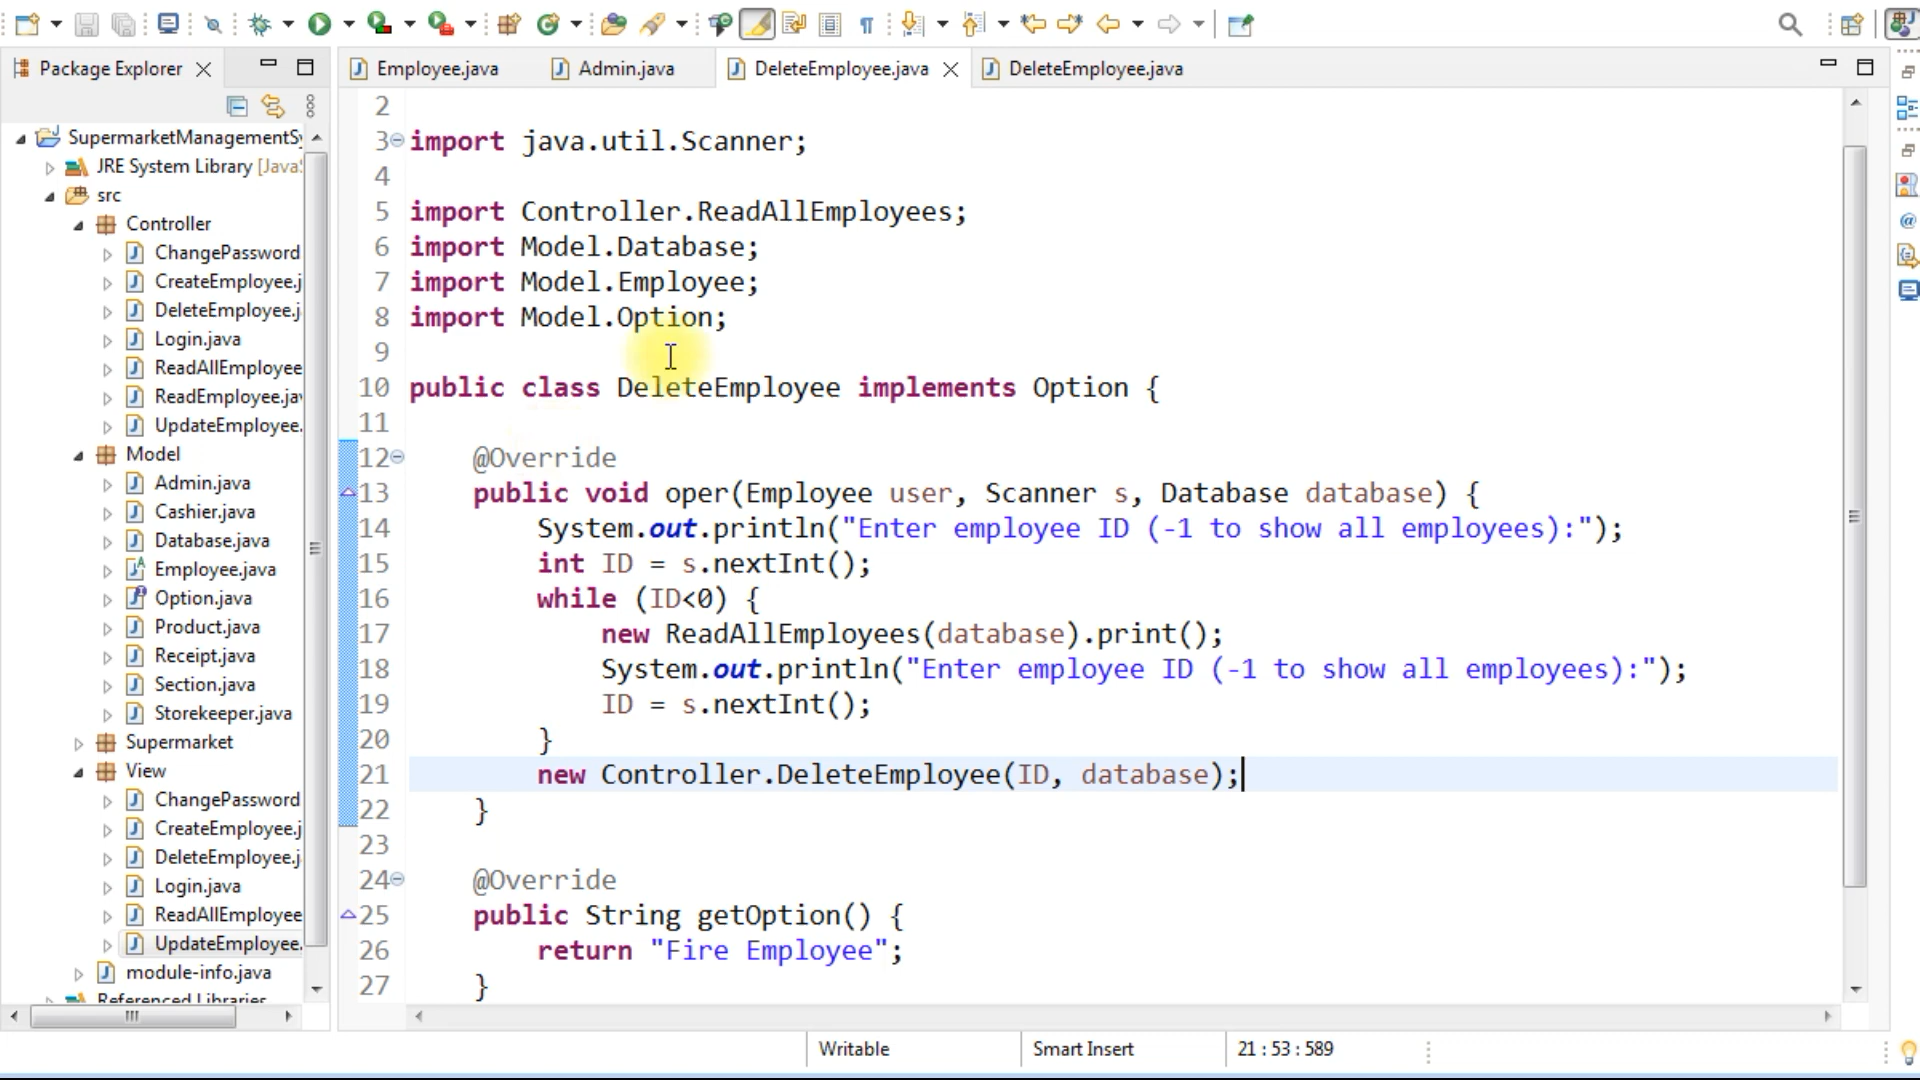 Package Explorer
Employee.java
Admin.java
DeleteEmployee.java
DeleteEmployee.java
SupermarketManagementSy
JRE System Library [Java
src
Controller
ChangePassword
CreateEmployee.j
DeleteEmployee.j
Login.java
ReadAllEmployee
ReadEmployee.jav
UpdateEmployee.
Model
Admin.java
Cashier.java
Database.java
Employee.java
Option.java
Product.java
Receipt.java
Section.java
Storekeeper.java
Supermarket
View
ChangePassword
CreateEmployee.j
DeleteEmployee.j
Login.java
ReadAllEmployee
UpdateEmployee.
module-info.java
Referenced Libraries
2
3 import java.util.Scanner;
4
5 import Controller.ReadAllEmployees;
6 import Model.Database;
7 import Model.Employee;
8 import Model.Option;
9
10 public class DeleteEmployee implements Option {
11
12 @Override
13 public void oper(Employee user, Scanner s, Database database) {
14 System.out.println("Enter employee ID (-1 to show all employees):");
15 int ID = s.nextInt();
16 while (ID<0) {
17 new ReadAllEmployees(database).print();
18 System.out.println("Enter employee ID (-1 to show all employees):");
19 ID = s.nextInt();
20 }
21 new Controller.DeleteEmployee(ID, database);
22 }
23
24 @Override
25 public String getOption() {
26 return "Fire Employee";
27 }
Writable
Smart Insert
21 : 53 : 589